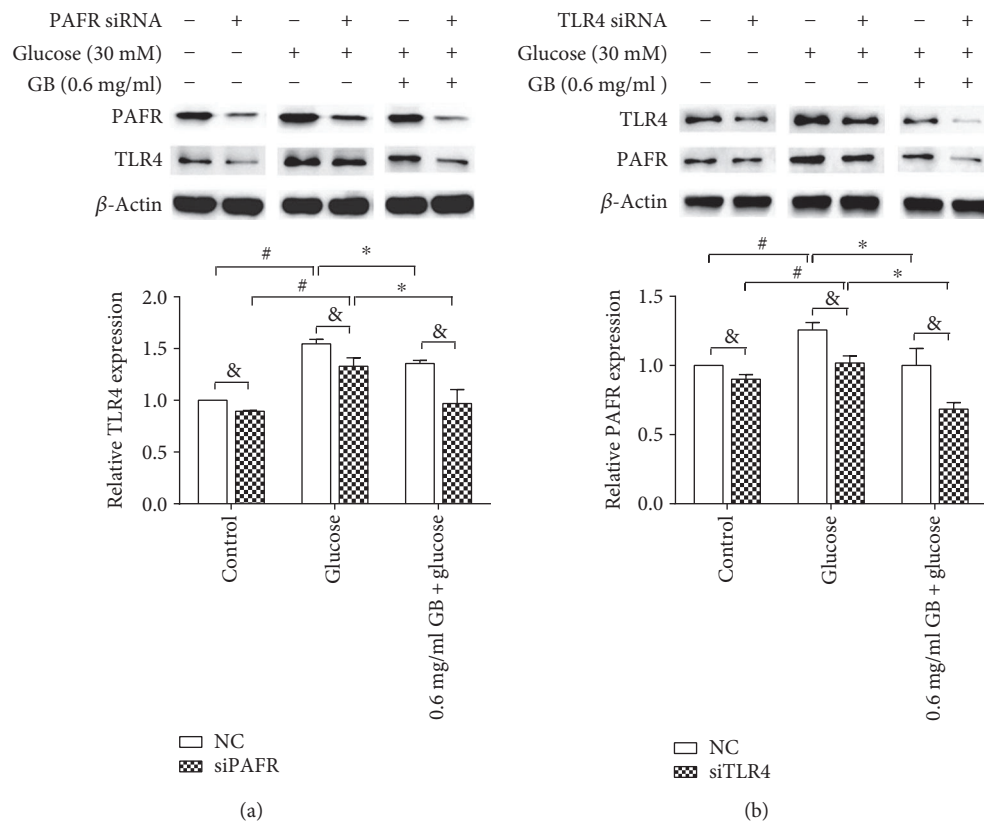 PAFR siRNA − + − + − +
Glucose (30 mM) − − + + + +
GB (0.6 mg/ml) − − − − + +
PAFR
TLR4
β-Actin
# *
# *
Relative TLR4 expression
2.0
1.5
1.0
0.5
0.0
& & &
Control
Glucose
0.6 mg/ml GB + glucose
NC
siPAFR
(a)
TLR4 siRNA − + − + − +
Glucose (30 mM) − − + + + +
GB (0.6 mg/ml ) − − − − + +
TLR4
PAFR
β-Actin
# *
# *
Relative PAFR expression
1.5
1.0
0.5
0.0
& & &
Control
Glucose
0.6 mg/ml GB + glucose
NC
siTLR4
(b)